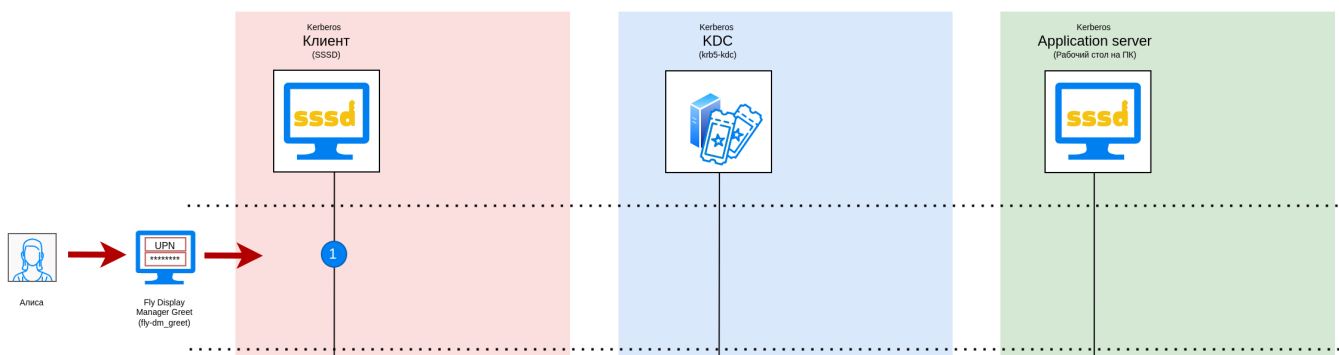 Kerberos
Клиент
(SSSD)
Kerberos
KDC
(krb5-kdc)
Kerberos
Application server
(Рабочий стол на ПК)
sssd
sssd
UPN
********
1
Алиса
Fly Display
Manager Greet
(fly-dm_greet)